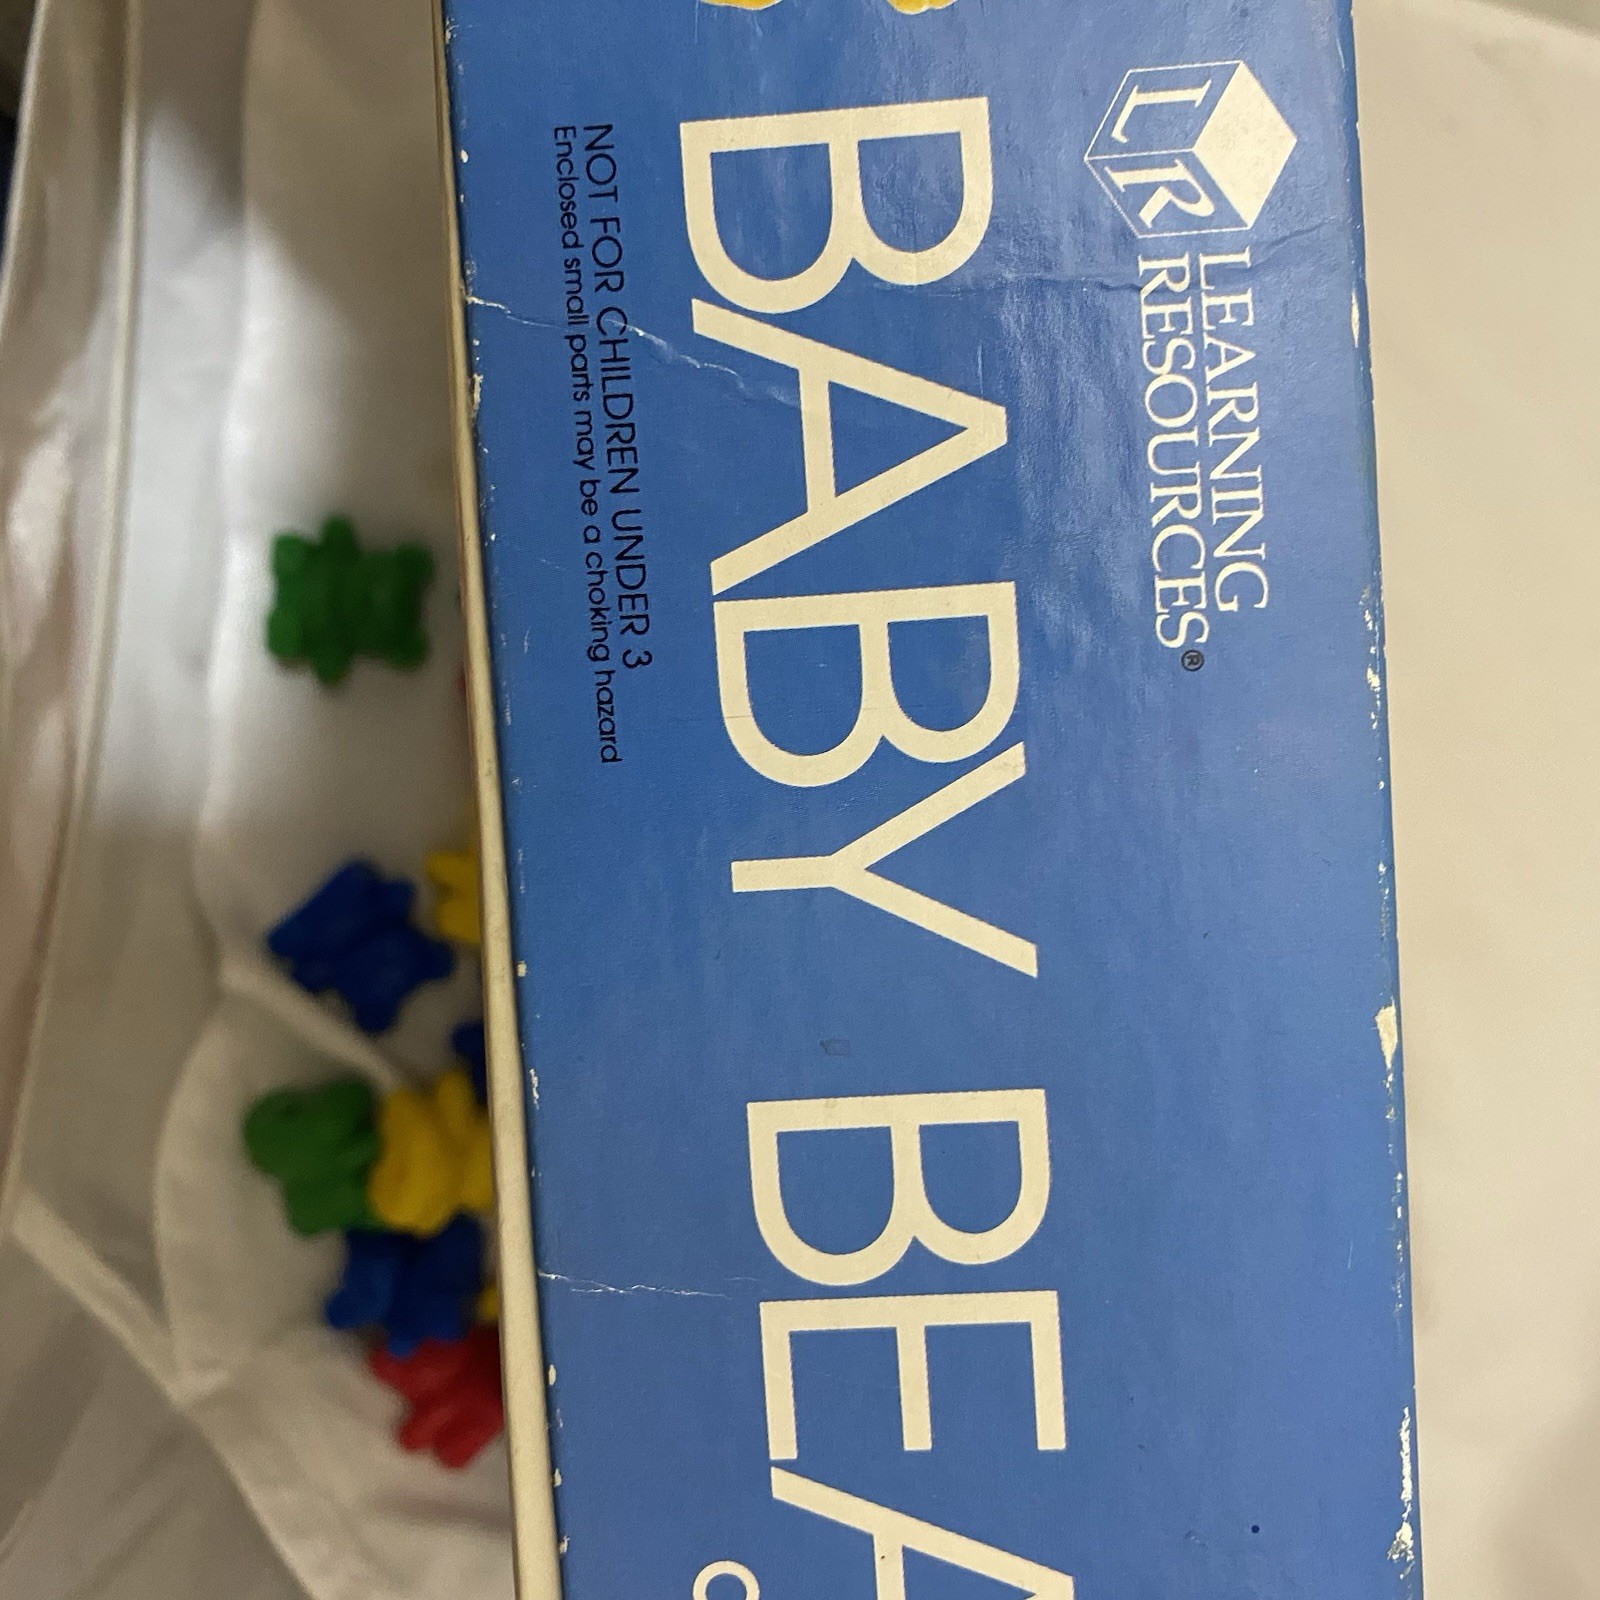 LR
LEARNING
RESOURCES®
BABY BEA
NOT FOR CHILDREN UNDER 3
Enclosed small parts may be a choking hazard